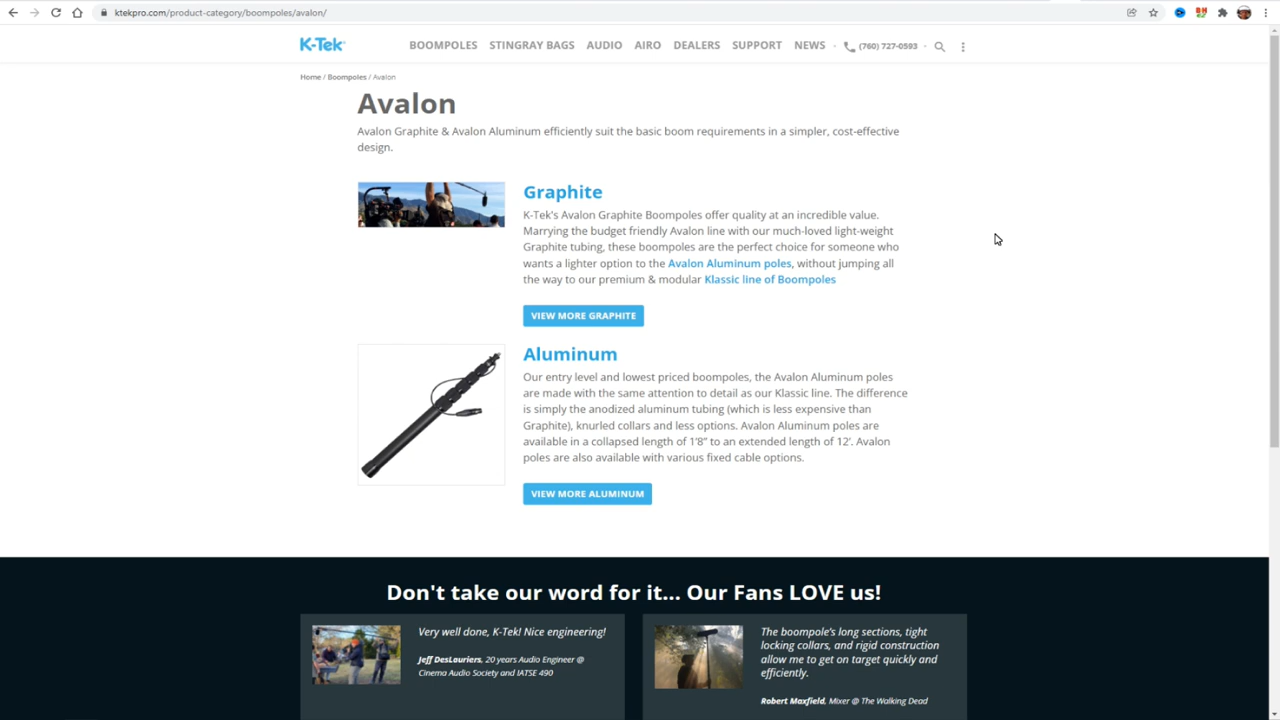 ktekpro.com/product-category/boompoles/avalon/
K-Tek BOOMPOLES STINGRAY BAGS AUDIO AIRO DEALERS SUPPORT NEWS (760) 727-0593
Home / Boompoles / Avalon
Avalon
Avalon Graphite & Avalon Aluminum efficiently suit the basic boom requirements in a simpler, cost-effective
design.
Graphite
K-Tek's Avalon Graphite Boompoles offer quality at an incredible value.
Marrying the budget friendly Avalon line with our much-loved light-weight
Graphite tubing, these boompoles are the perfect choice for someone who
wants a lighter option to the Avalon Aluminum poles, without jumping all
the way to our premium & modular Klassic line of Boompoles
VIEW MORE GRAPHITE
Aluminum
Our entry level and lowest priced boompoles, the Avalon Aluminum poles
are made with the same attention to detail as our Klassic line. The difference
is simply the anodized aluminum tubing (which is less expensive than
Graphite), knurled collars and less options. Avalon Aluminum poles are
available in a collapsed length of 1'8" to an extended length of 12'. Avalon
poles are also available with various fixed cable options.
VIEW MORE ALUMINUM
Don't take our word for it... Our Fans LOVE us!
Very well done, K-Tek! Nice engineering!
Jeff DesLauriers, 20 years Audio Engineer @
Cinema Audio Society and IATSE 490
The boompole's long sections, tight
locking collars, and rigid construction
allow me to get on target quickly and
efficiently.
Robert Maxfield, Mixer @ The Walking Dead